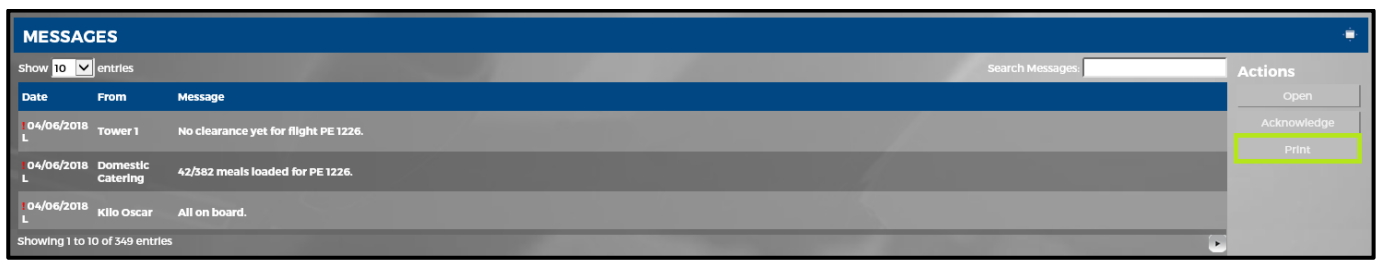 MESSAGES
Show 10 entries
Search Messages:
Actions
Date From Message
Open
!04/06/2018 L Tower 1 No clearance yet for flight PE 1226.
Acknowledge
Print
!04/06/2018 L Domestic Catering 42/382 meals loaded for PE 1226.
!04/06/2018 L Kilo Oscar All on board.
Showing 1 to 10 of 349 entries